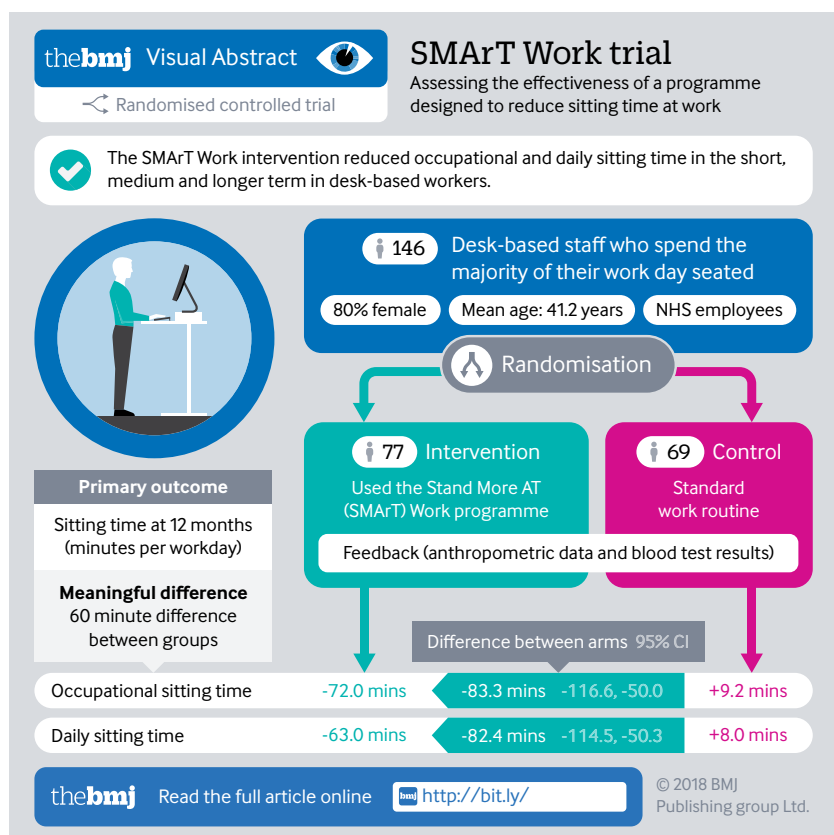 thebmj Visual Abstract
Randomised controlled trial
SMArT Work trial
Assessing the effectiveness of a programme
designed to reduce sitting time at work
The SMArT Work intervention reduced occupational and daily sitting time in the short,
medium and longer term in desk-based workers.
146 Desk-based staff who spend the
majority of their work day seated
80% female Mean age: 41.2 years NHS employees
Randomisation
77 Intervention
Used the Stand More AT
(SMArT) Work programme
69 Control
Standard
work routine
Feedback (anthropometric data and blood test results)
Primary outcome
Sitting time at 12 months
(minutes per workday)
Meaningful difference
60 minute difference
between groups
Difference between arms 95% CI
Occupational sitting time -72.0 mins -83.3 mins -116.6, -50.0 +9.2 mins
Daily sitting time -63.0 mins -82.4 mins -114.5, -50.3 +8.0 mins
thebmj Read the full article online bmj http://bit.ly/
© 2018 BMJ
Publishing group Ltd.